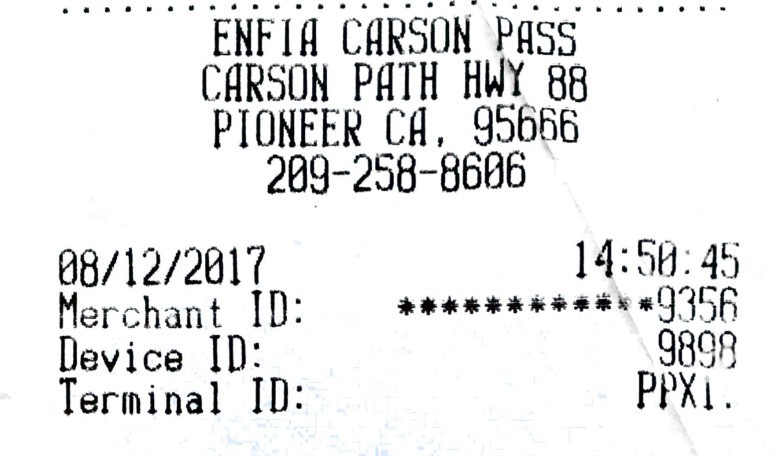 ENFIA CARSON PASS
CARSON PATH HWY 88
PIONEER CA, 95666
209-258-8606
08/12/2017 14:50:45
Merchant ID: ************9356
Device ID: 9898
Terminal ID: PPX1.